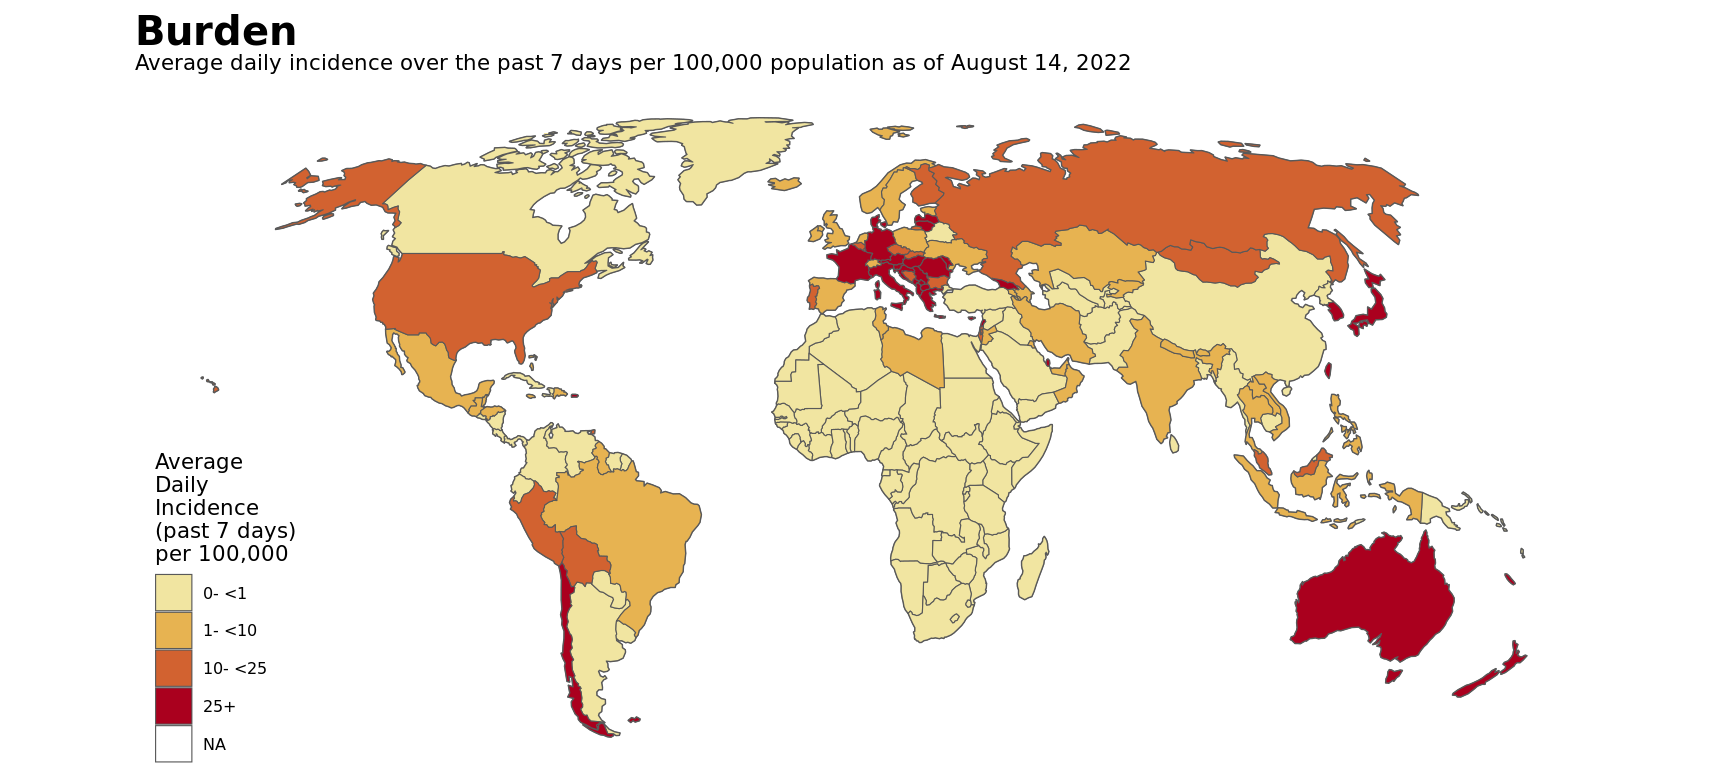 Burden
Average daily incidence over the past 7 days per 100,000 population as of August 14, 2022
Average
Daily
Incidence
(past 7 days)
per 100,000
0- <1
1- <10
10- <25
25+
NA